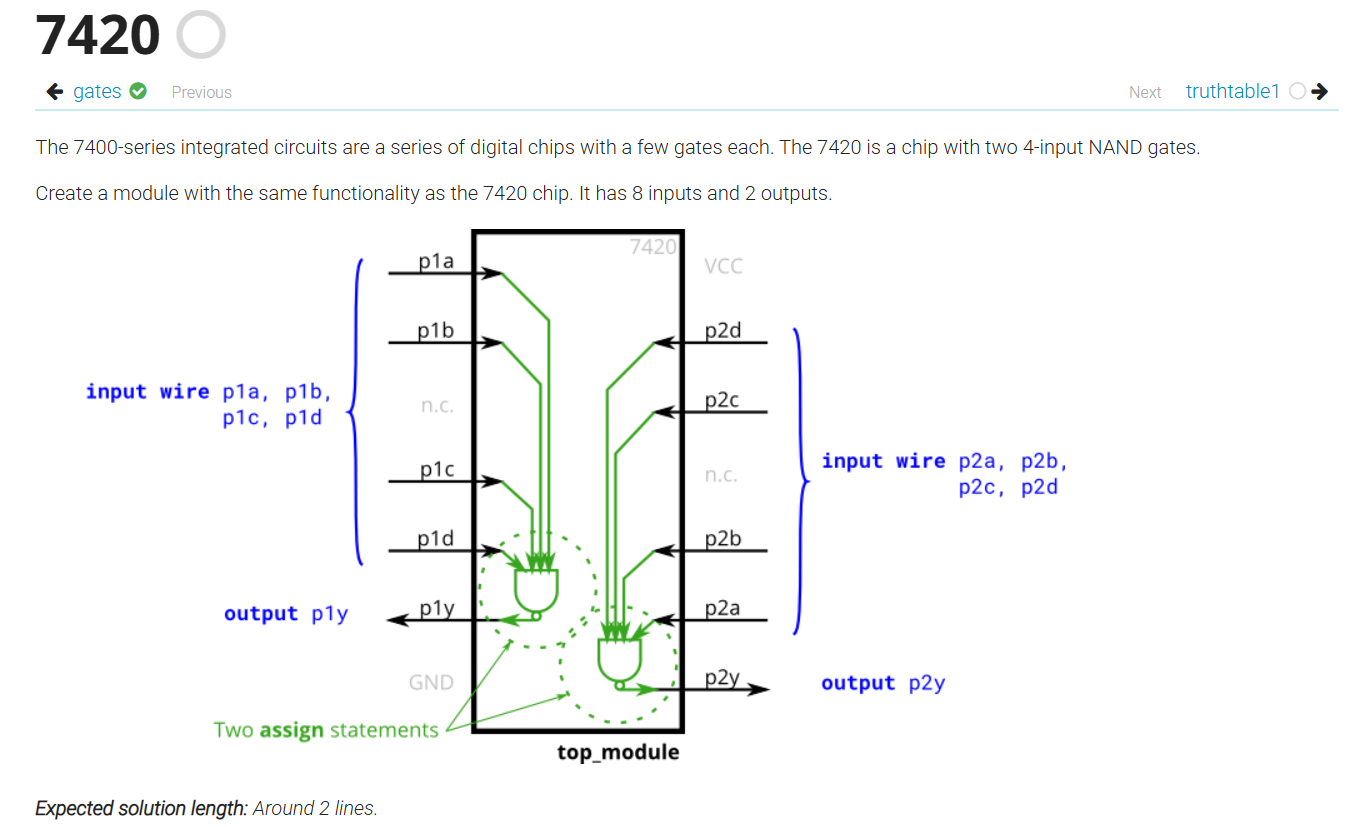 7420
gates Previous Next truthtable1
The 7400-series integrated circuits are a series of digital chips with a few gates each. The 7420 is a chip with two 4-input NAND gates.
Create a module with the same functionality as the 7420 chip. It has 8 inputs and 2 outputs.
7420
p1a
VCC
p1b
p2d
input wire p1a, p1b,
p1c, p1d
n.c.
p2c
p1c
n.c.
input wire p2a, p2b,
p2c, p2d
p1d
p2b
output p1y
p1y
p2a
GND
p2y
output p2y
Two assign statements
top_module
Expected solution length: Around 2 lines.